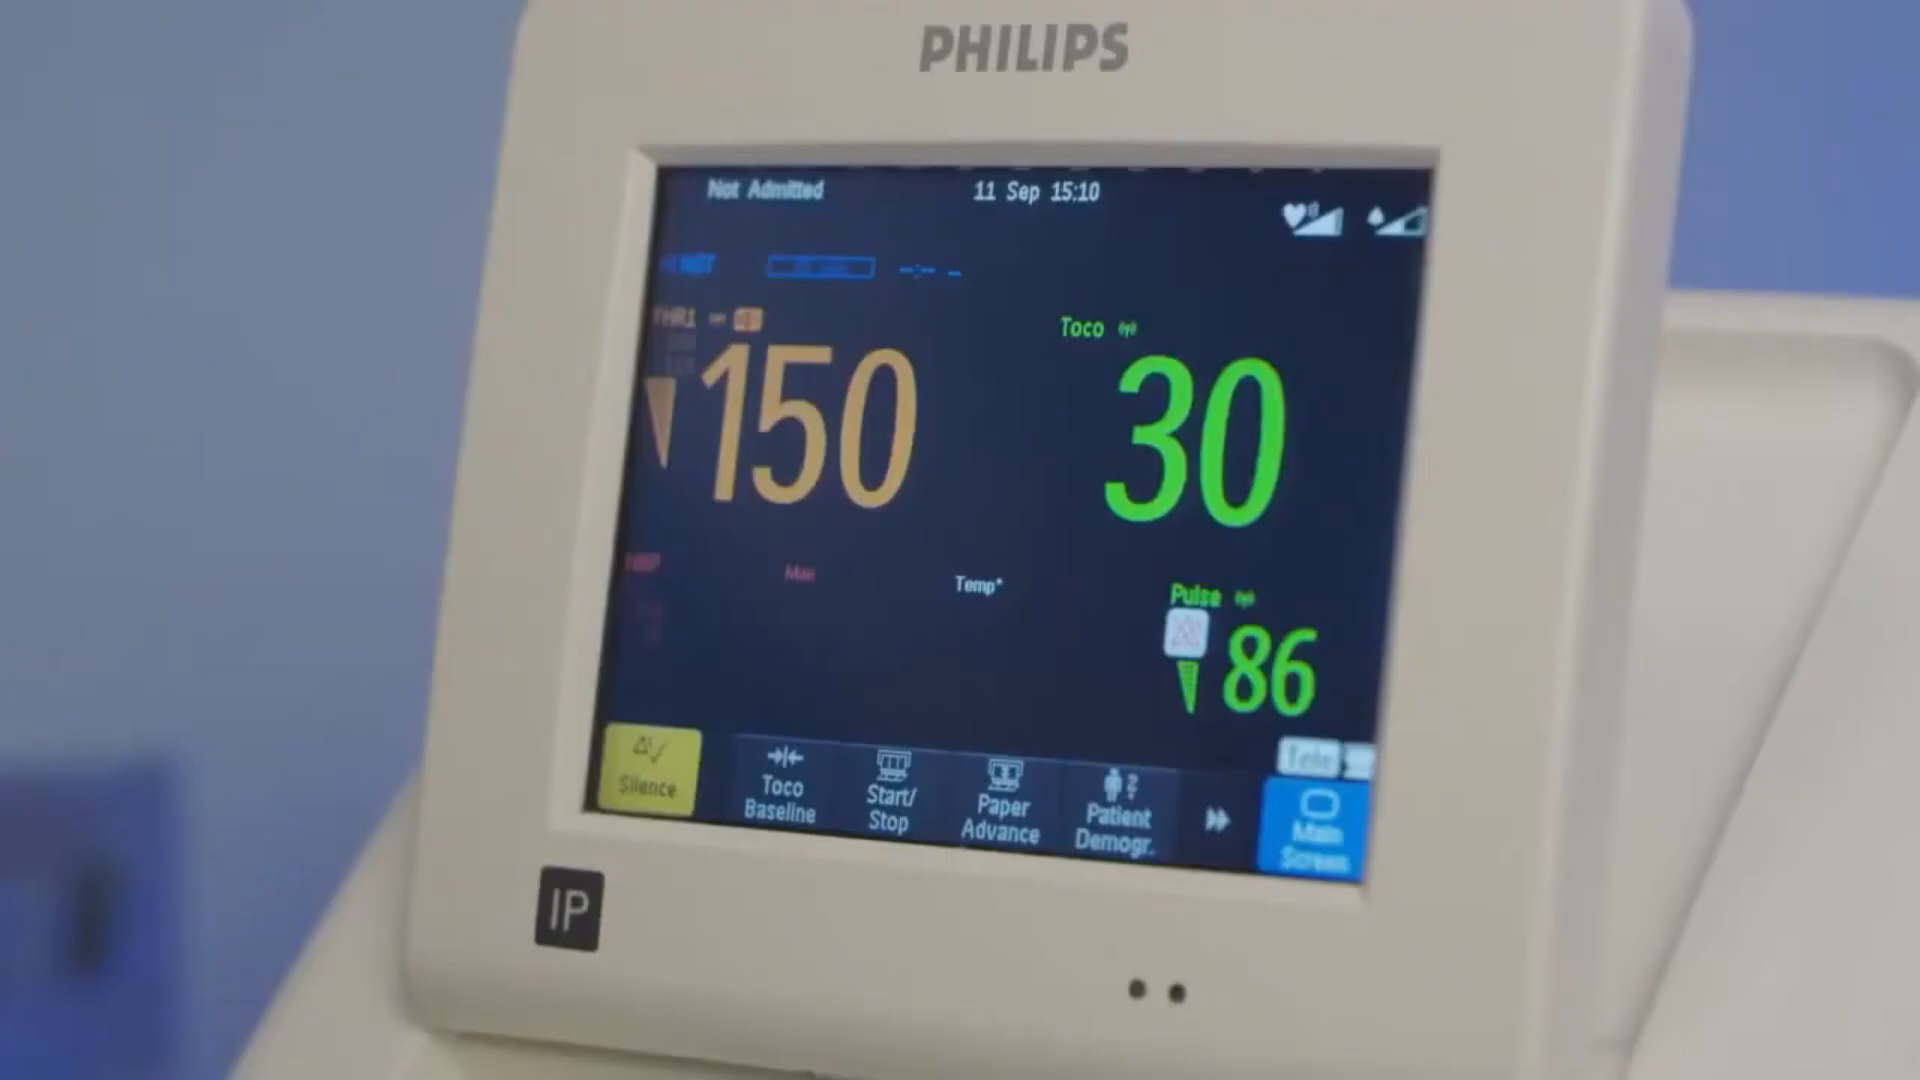 PHILIPS
Not Admitted 11 Sep 15:10
Toco
150 30
Temp*
Pulse
86
Silence
Toco
Baseline
Start/
Stop
Paper
Advance
Patient
Demogr.
Tele
Main
Screen
IP